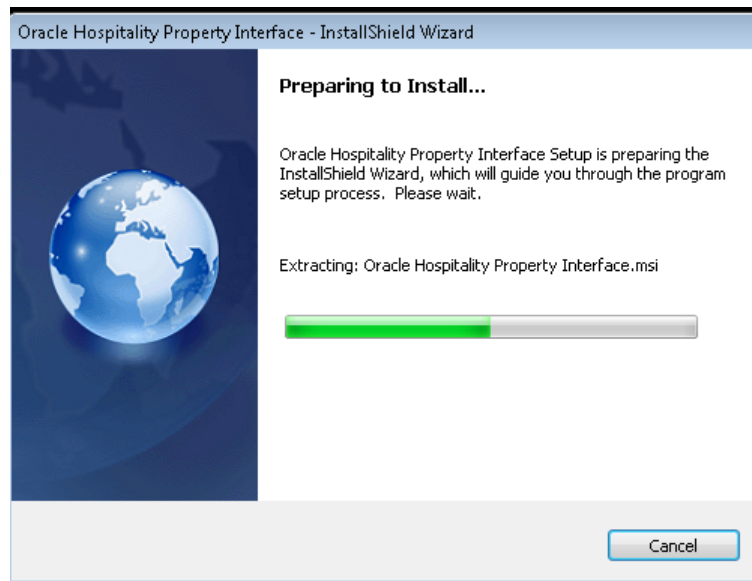 Oracle Hospitality Property Interface - InstallShield Wizard
Preparing to Install...
Oracle Hospitality Property Interface Setup is preparing the
InstallShield Wizard, which will guide you through the program
setup process.  Please wait.
Extracting: Oracle Hospitality Property Interface.msi
Cancel